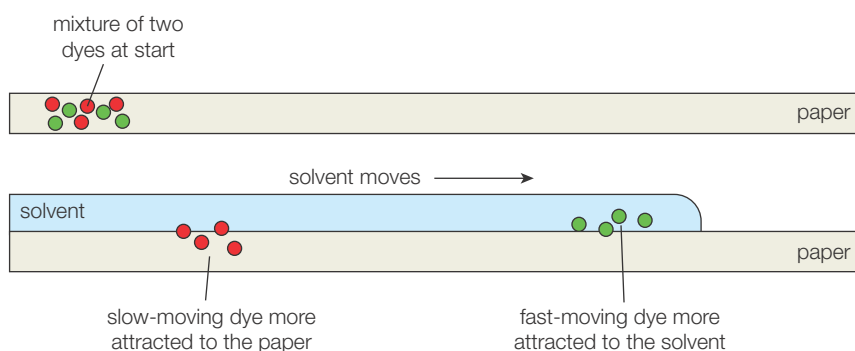 mixture of two
dyes at start
paper
solvent moves
solvent
paper
slow-moving dye more
attracted to the paper
fast-moving dye more
attracted to the solvent